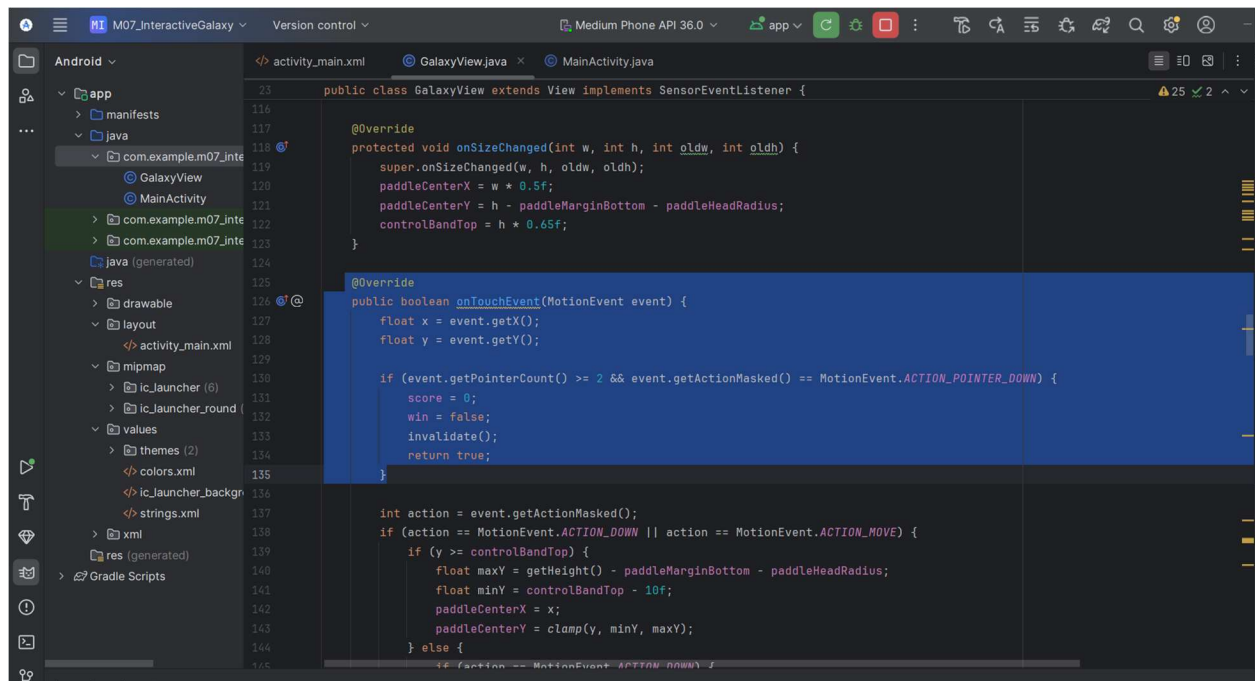 MI M07_InteractiveGalaxy Version control Medium Phone API 36.0 app
Android
activity_main.xml GalaxyView.java MainActivity.java
app
manifests
java
com.example.m07_inte
GalaxyView
MainActivity
com.example.m07_inte
com.example.m07_inte
java (generated)
res
drawable
layout
activity_main.xml
mipmap
ic_launcher (6)
ic_launcher_round (
values
themes (2)
colors.xml
ic_launcher_backgr
strings.xml
xml
res (generated)
Gradle Scripts
23 public class GalaxyView extends View implements SensorEventListener { 25 2
116
117 @Override
118 protected void onSizeChanged(int w, int h, int oldw, int oldh) {
119 super.onSizeChanged(w, h, oldw, oldh);
120 paddleCenterX = w * 0.5f;
121 paddleCenterY = h - paddleMarginBottom - paddleHeadRadius;
122 controlBandTop = h * 0.65f;
123 }
124
125 @Override
126 @ public boolean onTouchEvent(MotionEvent event) {
127 float x = event.getX();
128 float y = event.getY();
129
130 if (event.getPointerCount() >= 2 && event.getActionMasked() == MotionEvent.ACTION_POINTER_DOWN) {
131 score = 0;
132 win = false;
133 invalidate();
134 return true;
135 }
136
137 int action = event.getActionMasked();
138 if (action == MotionEvent.ACTION_DOWN || action == MotionEvent.ACTION_MOVE) {
139 if (y >= controlBandTop) {
140 float maxY = getHeight() - paddleMarginBottom - paddleHeadRadius;
141 float minY = controlBandTop - 10f;
142 paddleCenterX = x;
143 paddleCenterY = clamp(y, minY, maxY);
144 } else {
145 if (action == MotionEvent.ACTION_DOWN) {